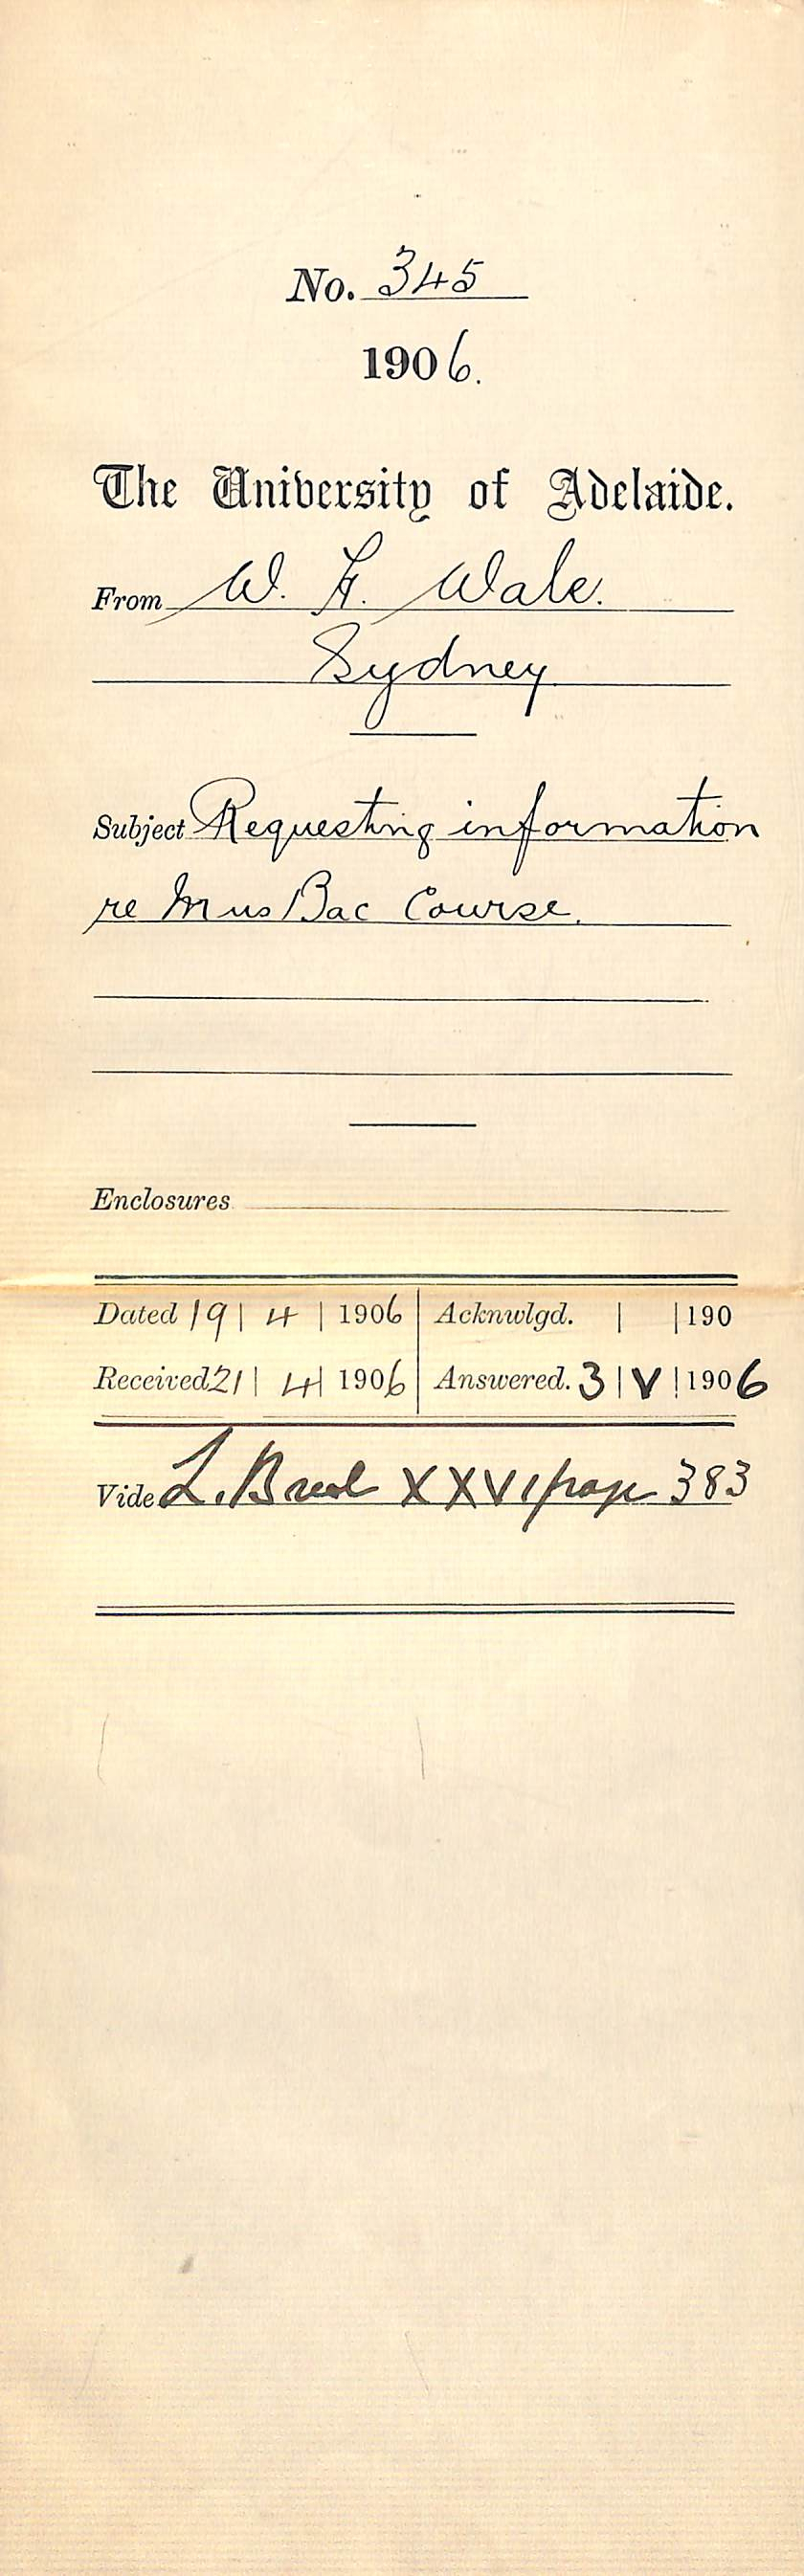 No. 345
1906.
The University of Adelaide.
From W. H. Wale.
Sydney
Subject Requesting information
re Mus Bac Course.
Enclosures
Dated 19 | 4 | 1906 | Acknwlgd. | | 190
Received 21 | 4 | 1906 | Answered. 3 | V | 1906
Vide L. Book XXVI page 383